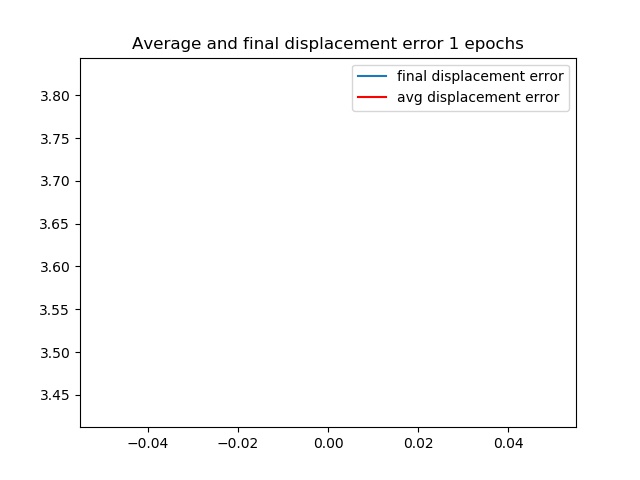 Average and final displacement error 1 epochs
final displacement error
avg displacement error
3.80
3.75
3.70
3.65
3.60
3.55
3.50
3.45
−0.04 −0.02 0.00 0.02 0.04